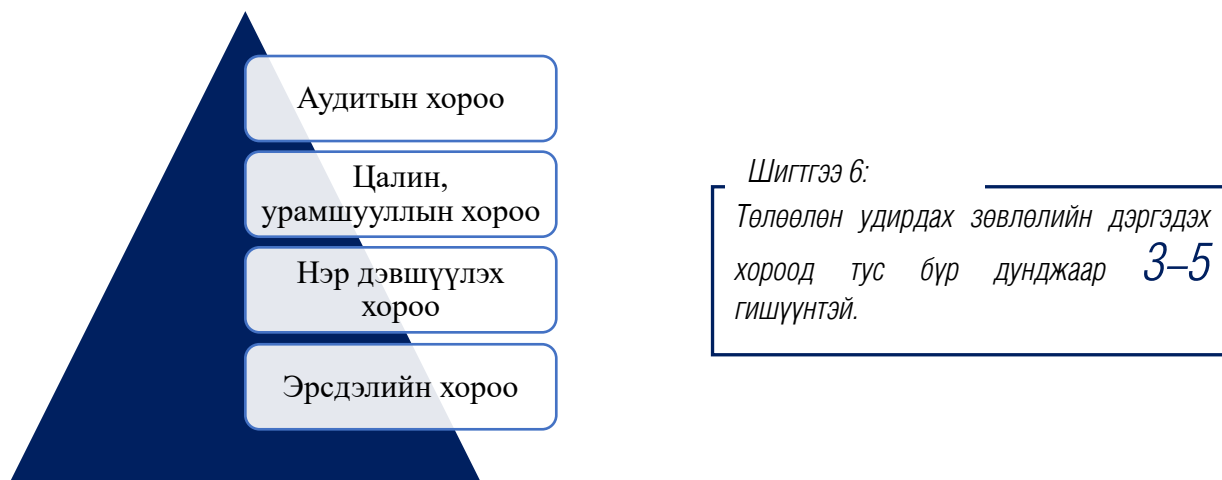 Аудитын хороо
Цалин,
урамшууллын хороо
Нэр дэвшүүлэх
хороо
Эрсдэлийн хороо
Шигтгээ 6:
Төлөөлөн удирдах зөвлөлийн дэргэдэх
хороод тус бүр дунджаар 3–5
гишүүнтэй.